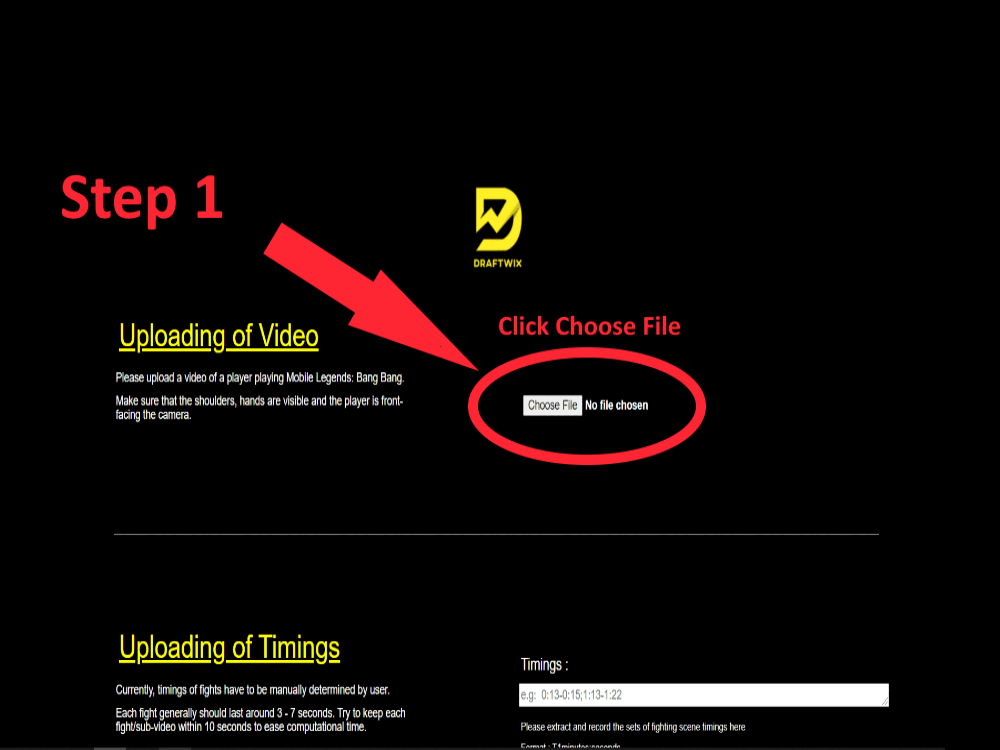 Step 1
DRAFTWIX
Click Choose File
Uploading of Video
Please upload a video of a player playing Mobile Legends: Bang Bang.
Make sure that the shoulders, hands are visible and the player is front-
facing the camera.
Choose File No file chosen
Uploading of Timings
Currently, timings of fights have to be manually determined by user.
Each fight generally should last around 3 - 7 seconds. Try to keep each
fight/sub-video within 10 seconds to ease computational time.
Timings :
e.g: 0:13-0:15;1:13-1:22
Please extract and record the sets of fighting scene timings here
Format : T1minutes:seconds